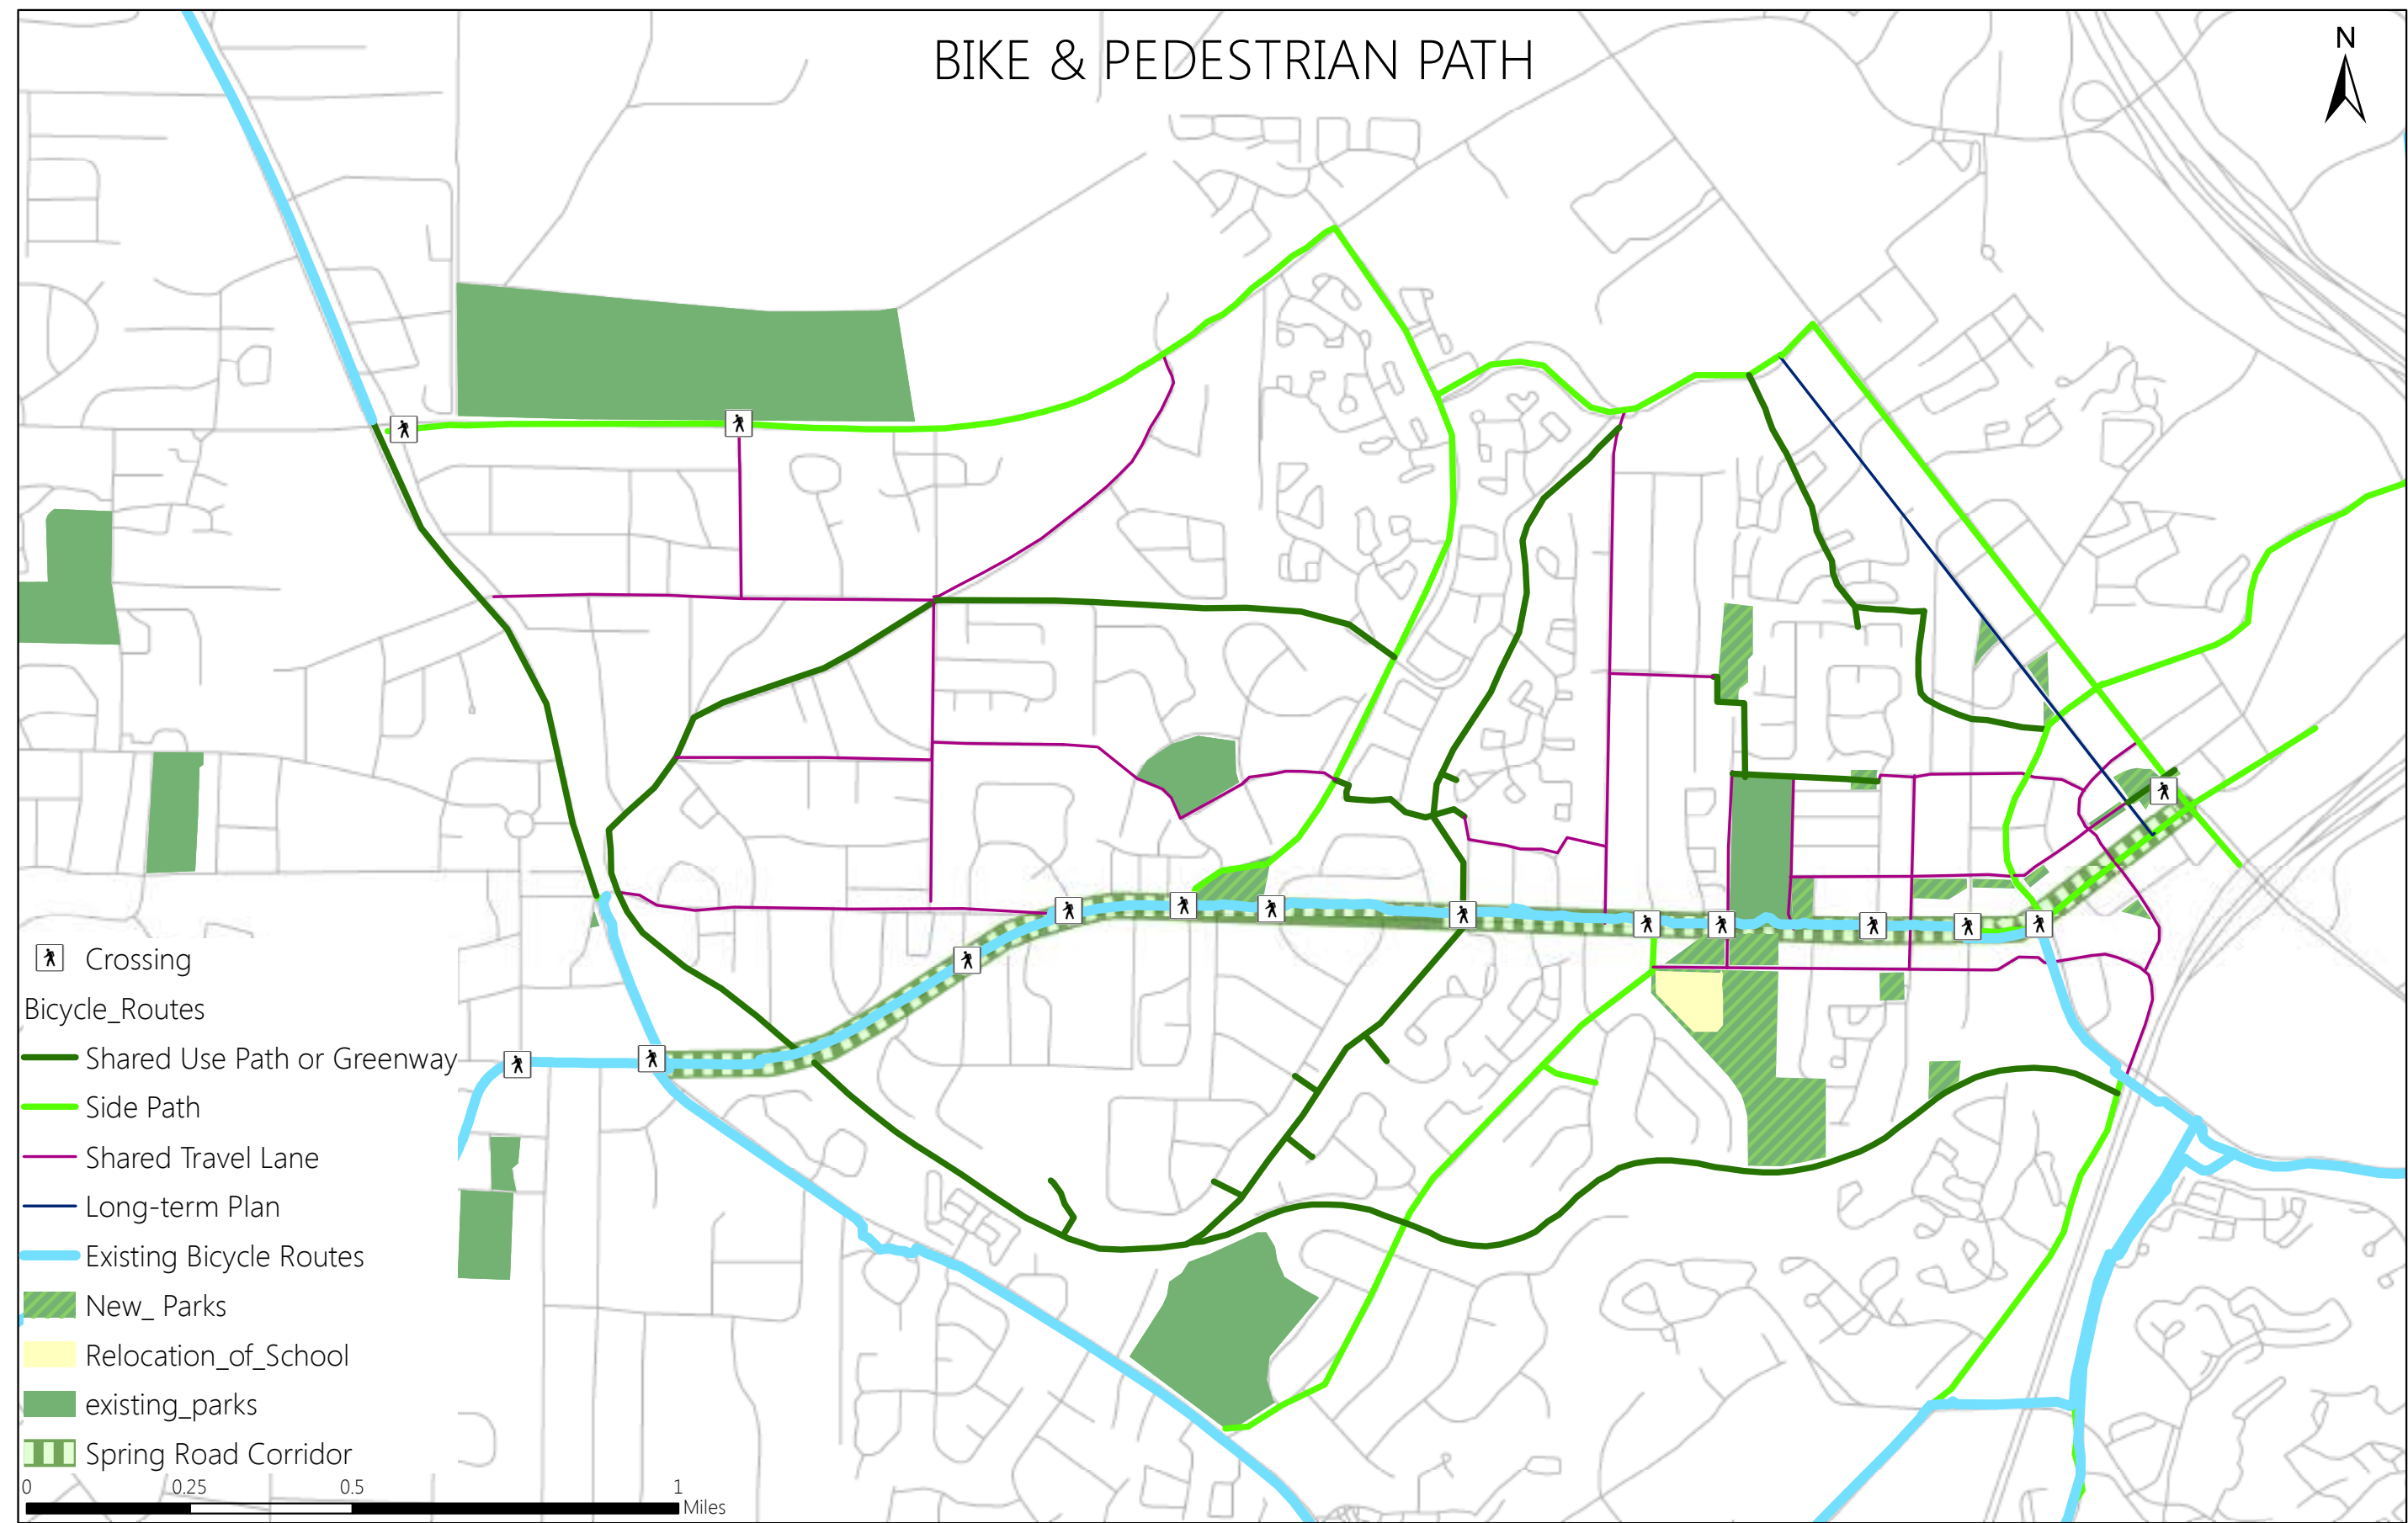 BIKE & PEDESTRIAN PATH
N
Crossing
Bicycle_Routes
Shared Use Path or Greenway
Side Path
Shared Travel Lane
Long-term Plan
Existing Bicycle Routes
New_ Parks
Relocation_of_School
existing_parks
Spring Road Corridor
0 0.25 0.5 1
Miles